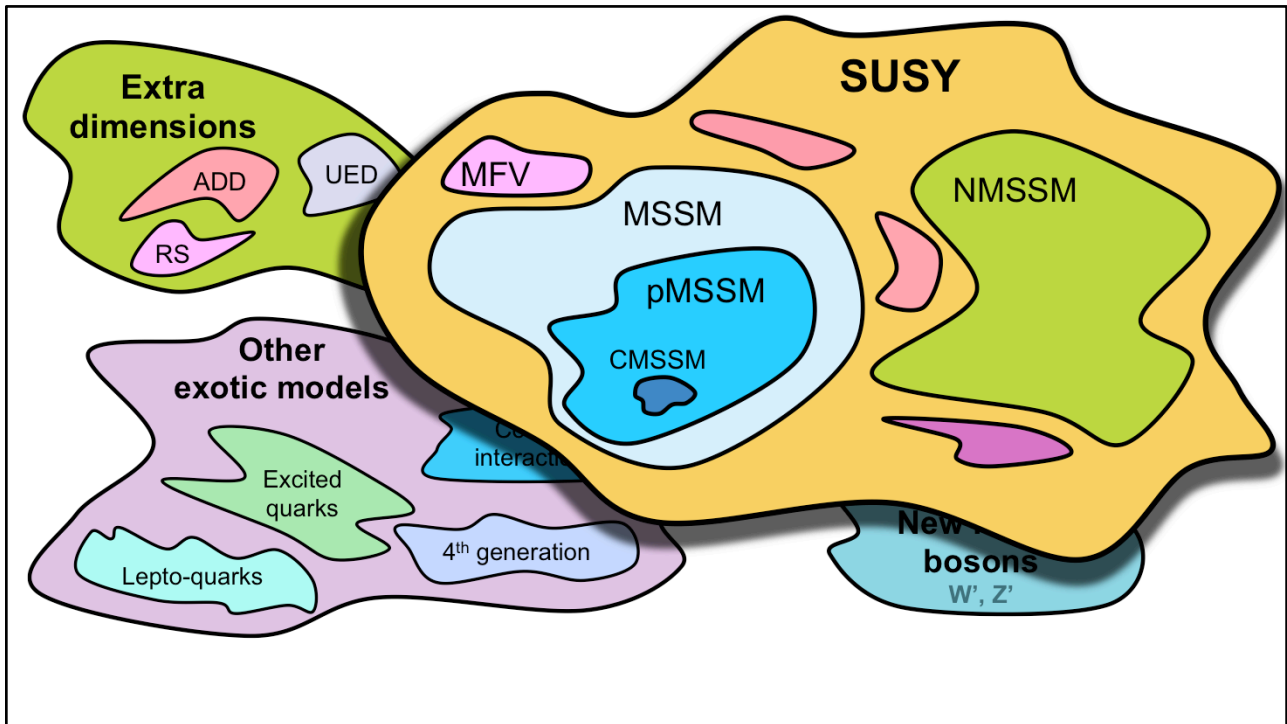 Extra
dimensions
ADD
UED
RS
SUSY
MFV
MSSM
NMSSM
pMSSM
CMSSM
Other
exotic models
Excited
quarks
4th generation
Lepto-quarks
New
bosons
W', Z'